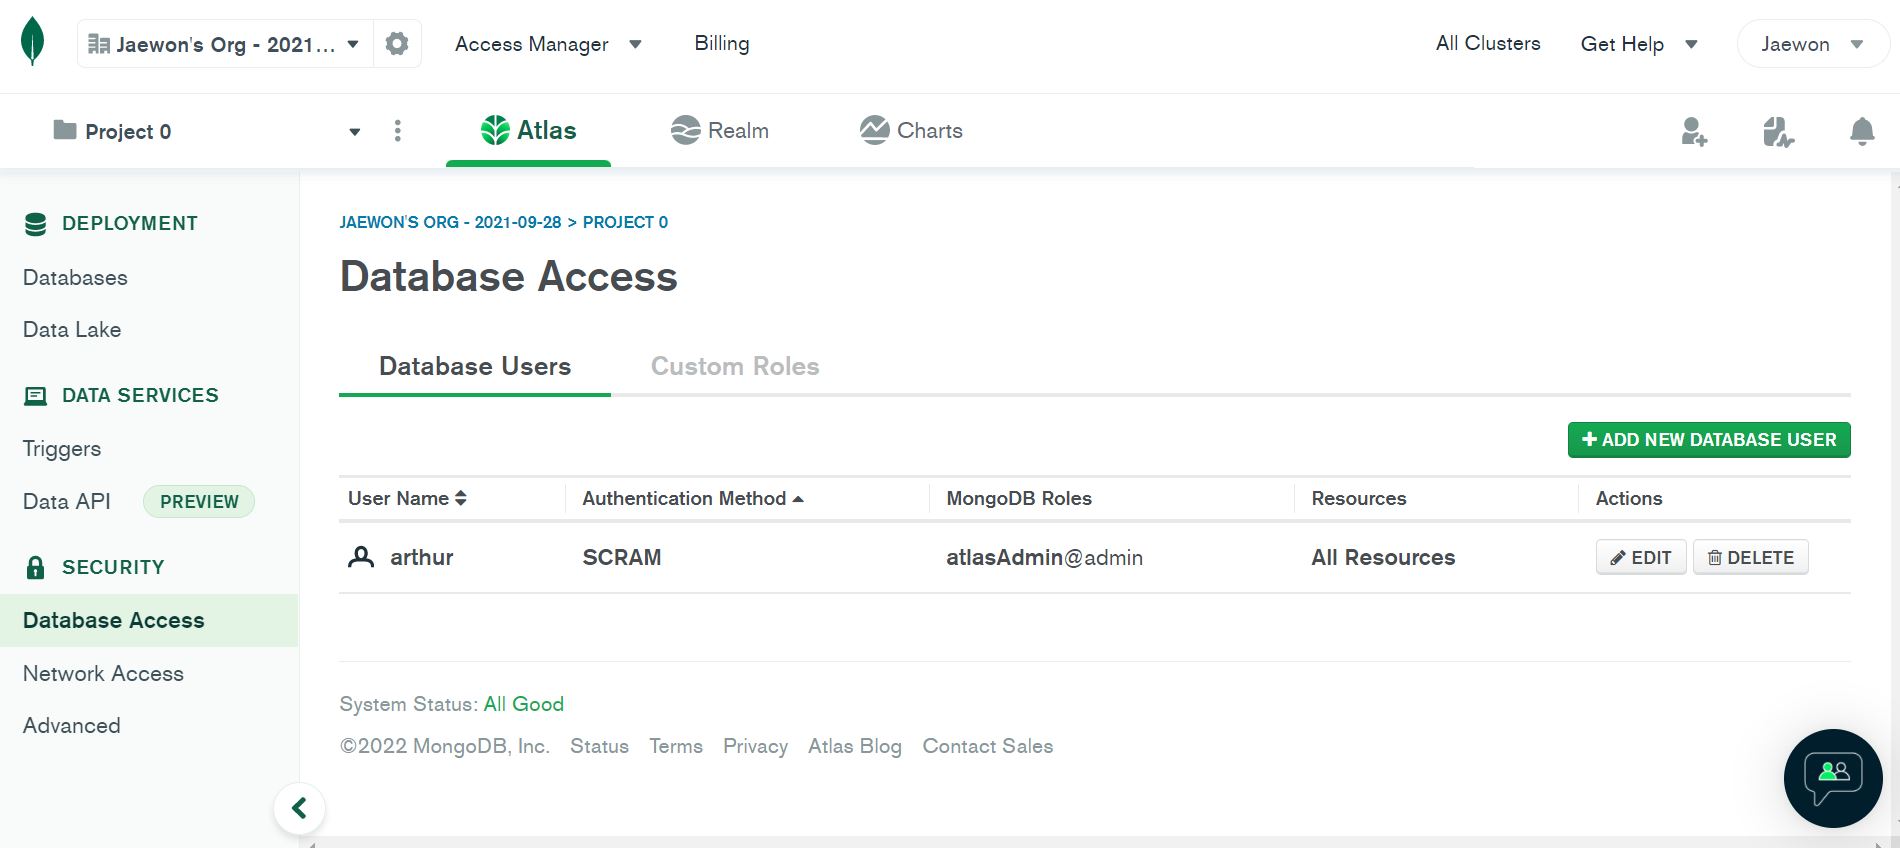 Jaewon's Org - 2021...
Access Manager
Billing
All Clusters
Get Help
Jaewon
Project 0
Atlas
Realm
Charts
DEPLOYMENT
Databases
Data Lake
DATA SERVICES
Triggers
Data API PREVIEW
SECURITY
Database Access
Network Access
Advanced
JAEWON'S ORG - 2021-09-28 > PROJECT 0
Database Access
Database Users
Custom Roles
ADD NEW DATABASE USER
User Name Authentication Method MongoDB Roles Resources Actions
arthur SCRAM atlasAdmin@admin All Resources EDIT DELETE
System Status: All Good
©2022 MongoDB, Inc. Status Terms Privacy Atlas Blog Contact Sales